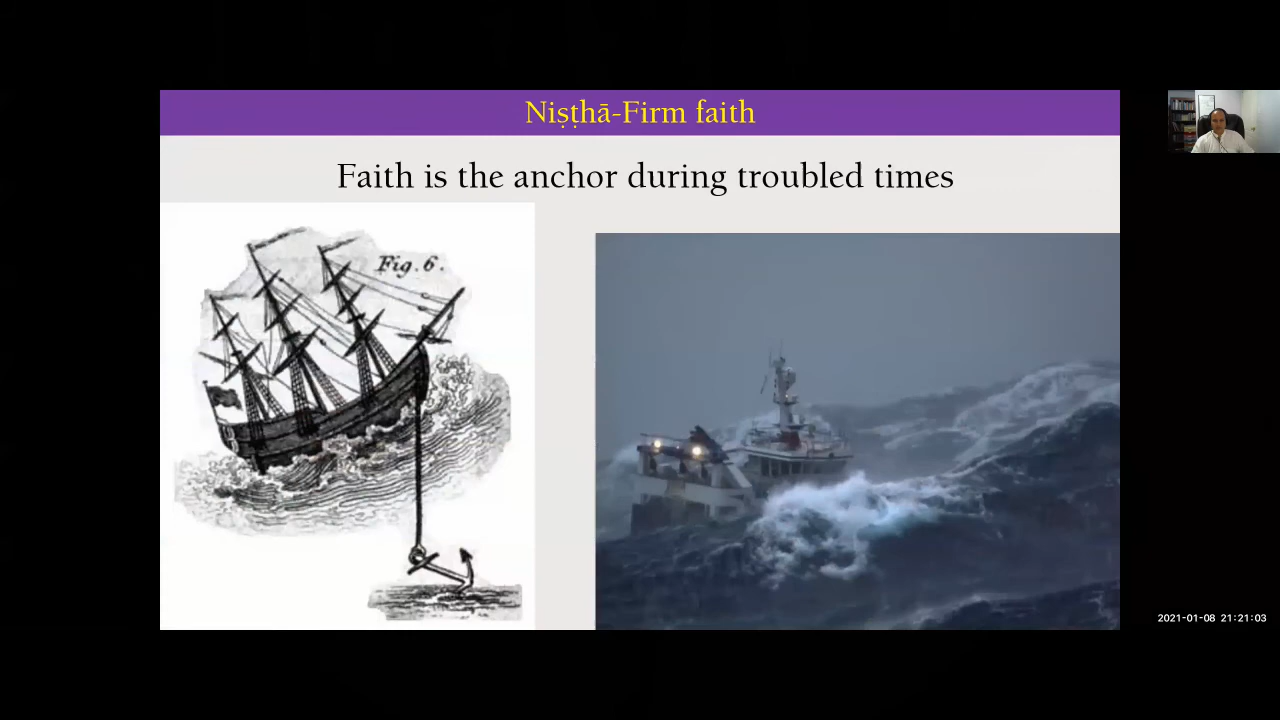 Niṣṭhā-Firm faith
Faith is the anchor during troubled times
Fig. 6.
2021-01-08 21:21:03